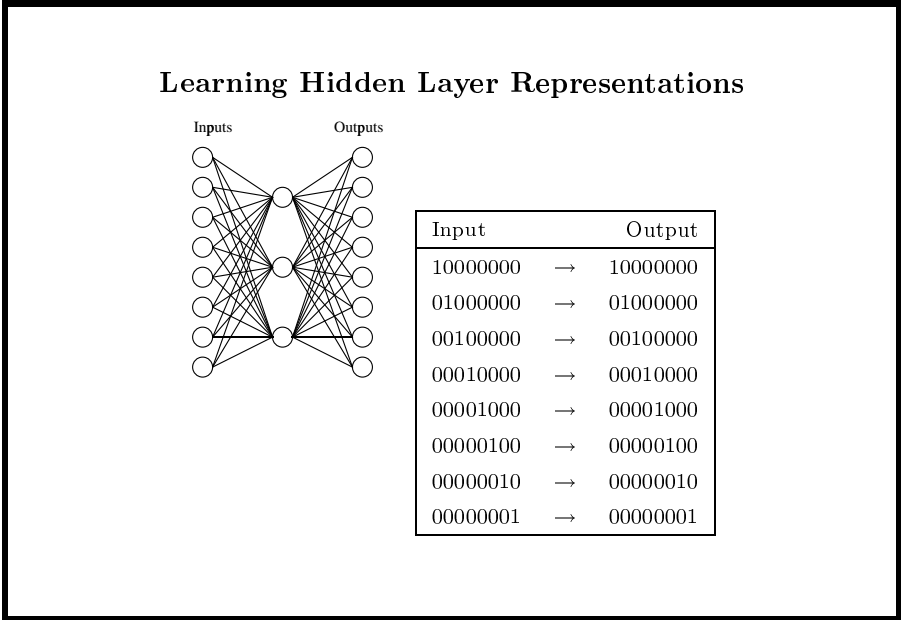 Learning Hidden Layer Representations
Inputs Outputs
Input Output
10000000 → 10000000
01000000 → 01000000
00100000 → 00100000
00010000 → 00010000
00001000 → 00001000
00000100 → 00000100
00000010 → 00000010
00000001 → 00000001